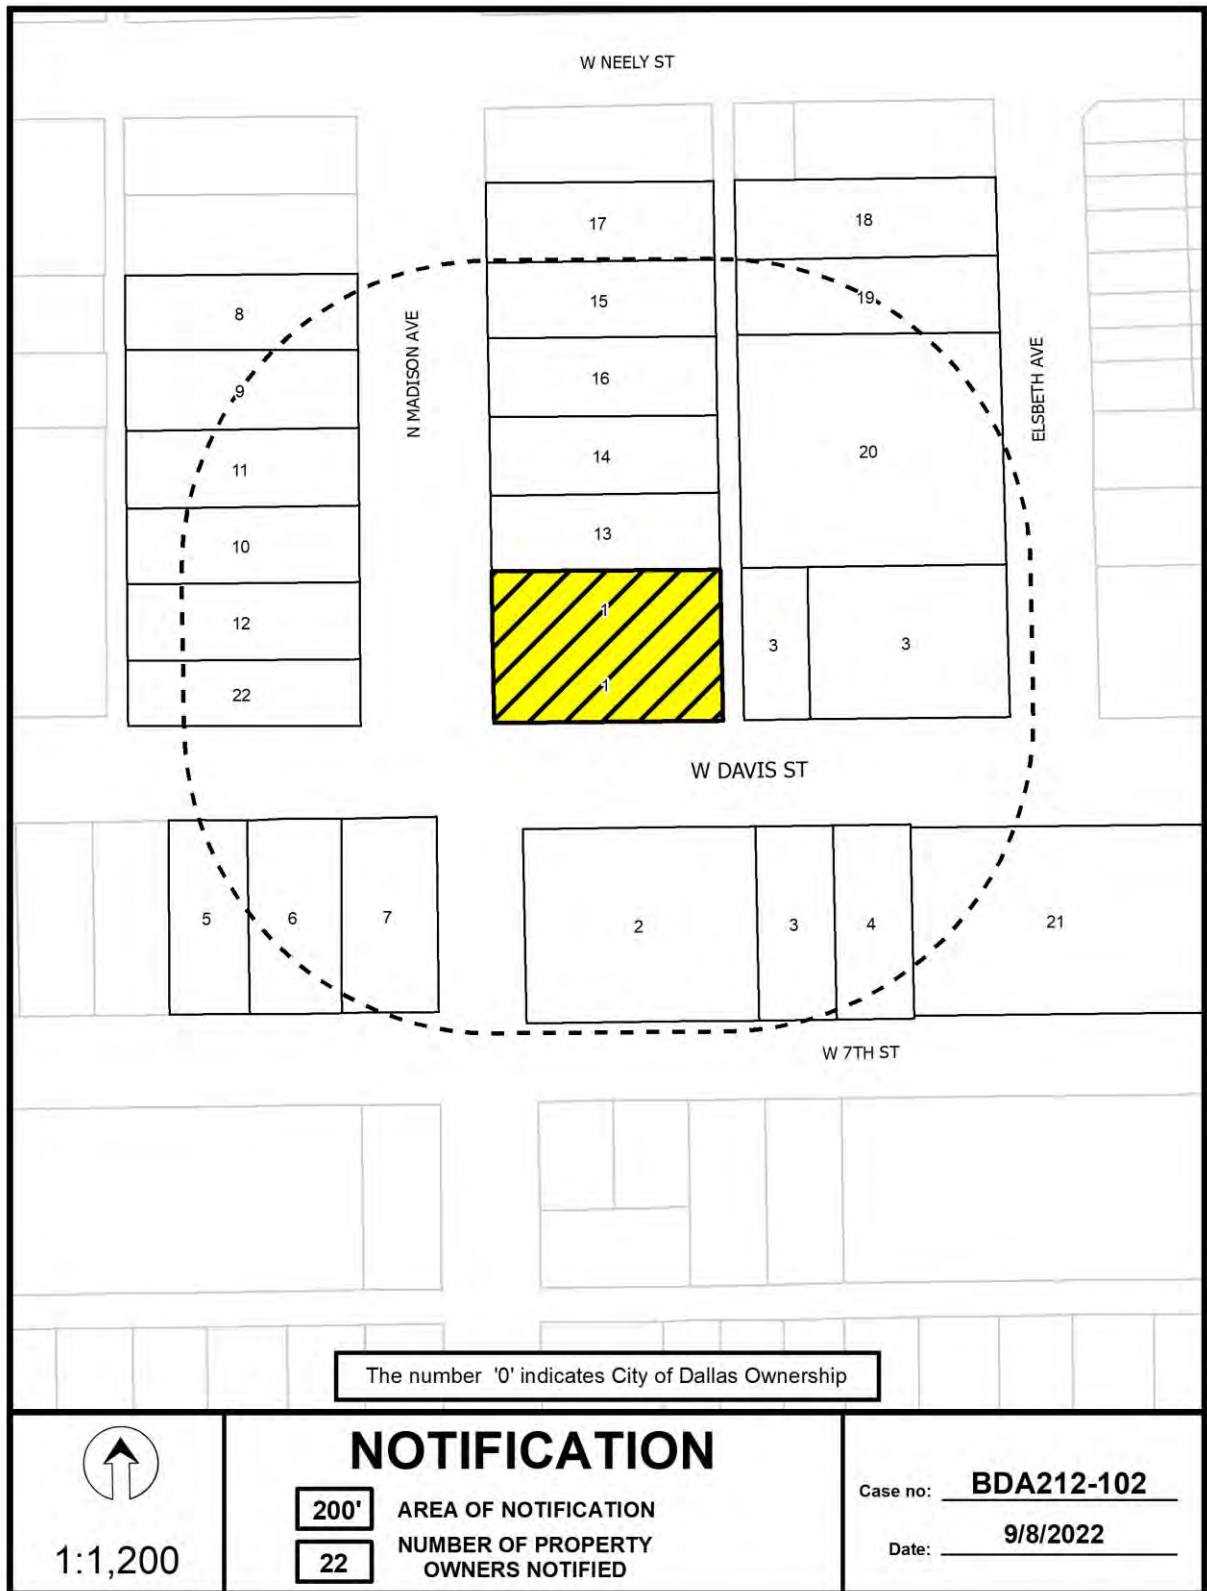 W NEELY ST
17
18
8
15
19
N MADISON AVE
ELSBETH AVE
9
16
11
14
20
10
13
12
1
3
3
22
1
W DAVIS ST
5
6
7
2
3
4
21
W 7TH ST
The number '0' indicates City of Dallas Ownership
1:1,200
NOTIFICATION
200' AREA OF NOTIFICATION
22 NUMBER OF PROPERTY
OWNERS NOTIFIED
Case no: BDA212-102
Date: 9/8/2022